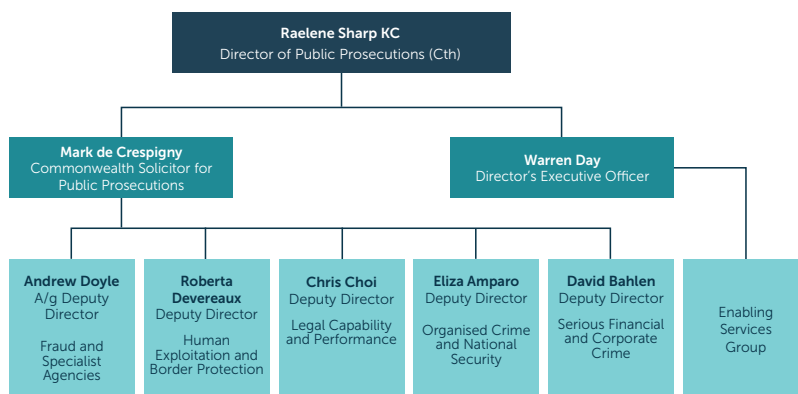 Raelene Sharp KC
Director of Public Prosecutions (Cth)
Mark de Crespigny
Commonwealth Solicitor for
Public Prosecutions
Warren Day
Director's Executive Officer
Andrew Doyle
A/g Deputy
Director
Fraud and
Specialist
Agencies
Roberta
Devereaux
Deputy Director
Human
Exploitation and
Border Protection
Chris Choi
Deputy Director
Legal Capability
and Performance
Eliza Amparo
Deputy Director
Organised Crime
and National
Security
David Bahlen
Deputy Director
Serious Financial
and Corporate
Crime
Enabling
Services
Group